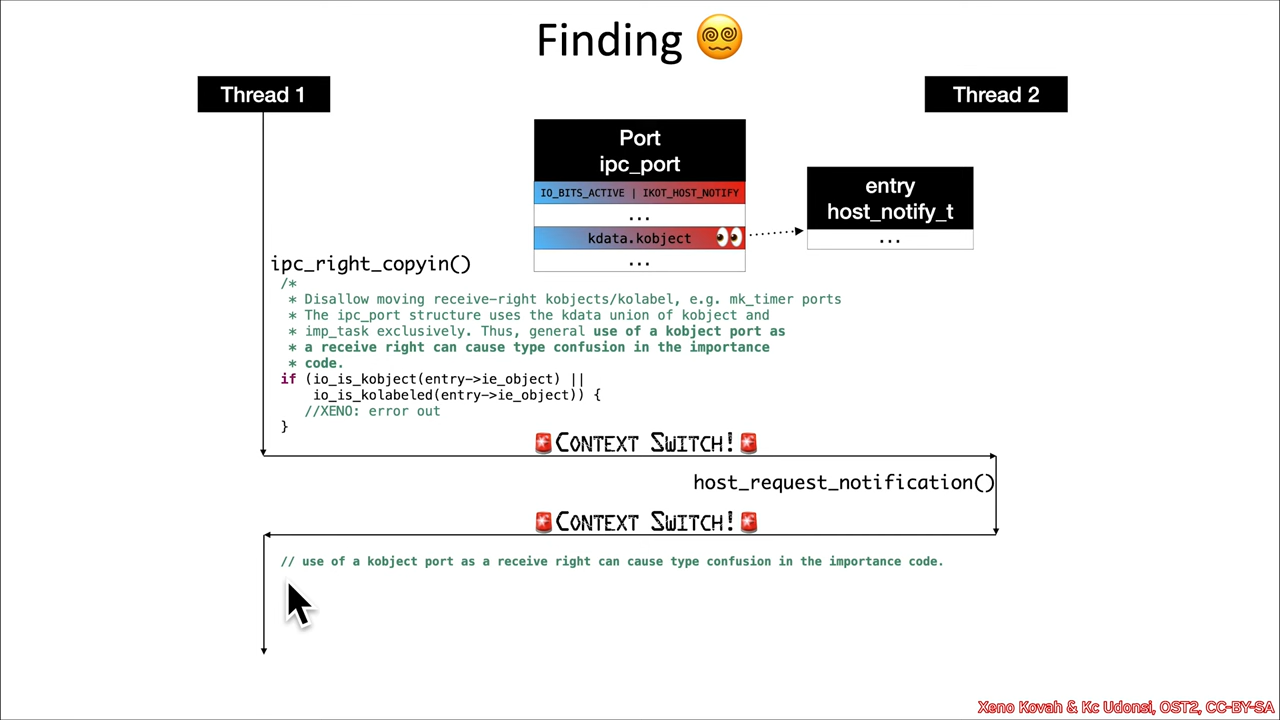 Finding 😵‍💫
Thread 1
Thread 2
Port
ipc_port
IO_BITS_ACTIVE | IKOT_HOST_NOTIFY
...
kdata.kobject 👀
...
entry
host_notify_t
...
ipc_right_copyin()
/*
* Disallow moving receive-right kobjects/kolabel, e.g. mk_timer ports
* The ipc_port structure uses the kdata union of kobject and
* imp_task exclusively. Thus, general use of a kobject port as
* a receive right can cause type confusion in the importance
* code.
if (io_is_kobject(entry->ie_object) ||
io_is_kolabeled(entry->ie_object)) {
//XENO: error out
}
🚨CONTEXT SWITCH!🚨
host_request_notification()
🚨CONTEXT SWITCH!🚨
// use of a kobject port as a receive right can cause type confusion in the importance code.
Xeno Kovah & Kc Udonsi, OST2, CC-BY-SA